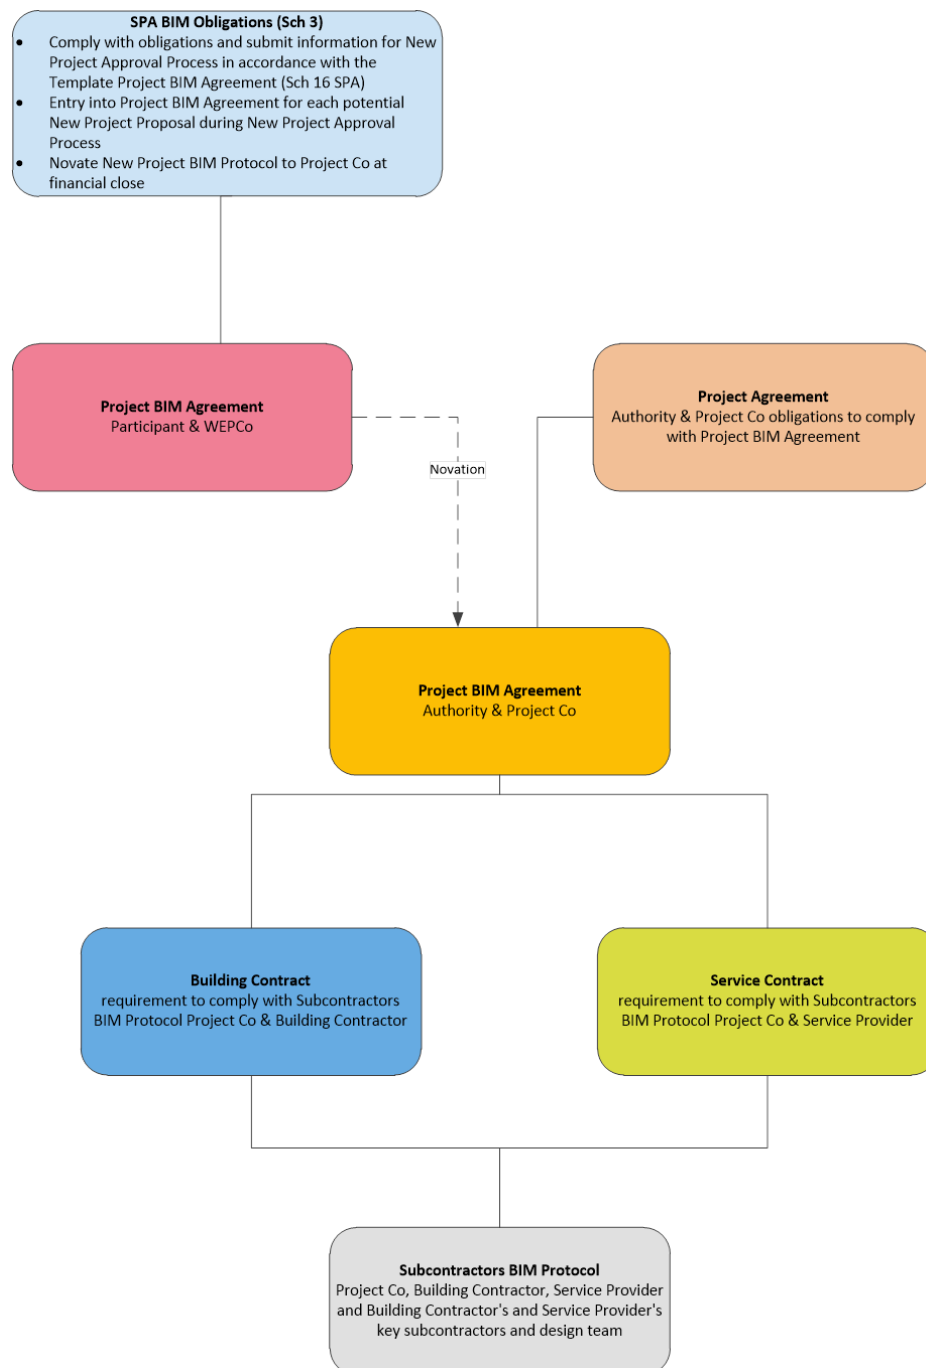 SPA BIM Obligations (Sch 3)
• Comply with obligations and submit information for New
Project Approval Process in accordance with the
Template Project BIM Agreement (Sch 16 SPA)
• Entry into Project BIM Agreement for each potential
New Project Proposal during New Project Approval
Process
• Novate New Project BIM Protocol to Project Co at
financial close
Project BIM Agreement
Participant & WEPCo
Project Agreement
Authority & Project Co obligations to comply
with Project BIM Agreement
Novation
Project BIM Agreement
Authority & Project Co
Building Contract
requirement to comply with Subcontractors
BIM Protocol Project Co & Building Contractor
Service Contract
requirement to comply with Subcontractors
BIM Protocol Project Co & Service Provider
Subcontractors BIM Protocol
Project Co, Building Contractor, Service Provider
and Building Contractor's and Service Provider's
key subcontractors and design team